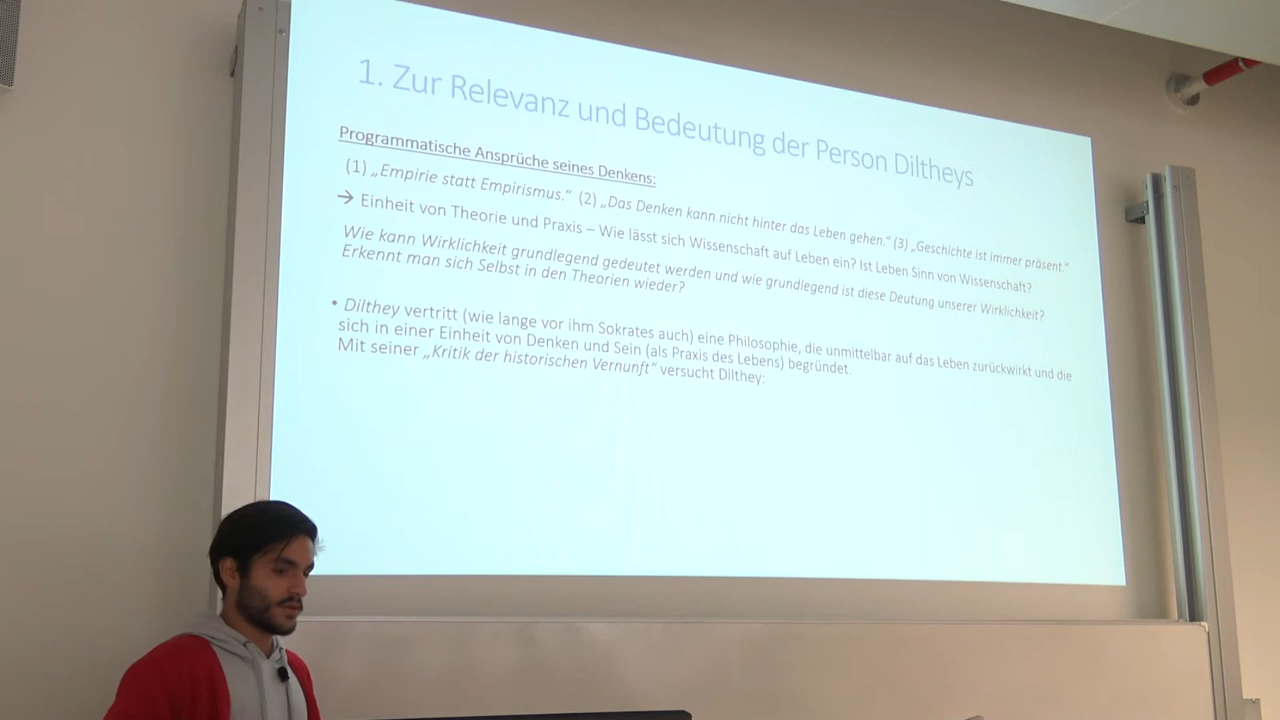 1. Zur Relevanz und Bedeutung der Person Diltheys
Programmatische Ansprüche seines Denkens:
(1) „Empirie statt Empirismus.“ (2) „Das Denken kann nicht hinter das Leben gehen.“ (3) „Geschichte ist immer präsent.“
→ Einheit von Theorie und Praxis – Wie lässt sich Wissenschaft auf Leben ein? Ist Leben Sinn von Wissenschaft?
Wie kann Wirklichkeit grundlegend gedeutet werden und wie grundlegend ist diese Deutung unserer Wirklichkeit?
Erkennt man sich Selbst in den Theorien wieder?
• Dilthey vertritt (wie lange vor ihm Sokrates auch) eine Philosophie, die unmittelbar auf das Leben zurückwirkt und die
sich in einer Einheit von Denken und Sein (als Praxis des Lebens) begründet.
Mit seiner „Kritik der historischen Vernunft“ versucht Dilthey: